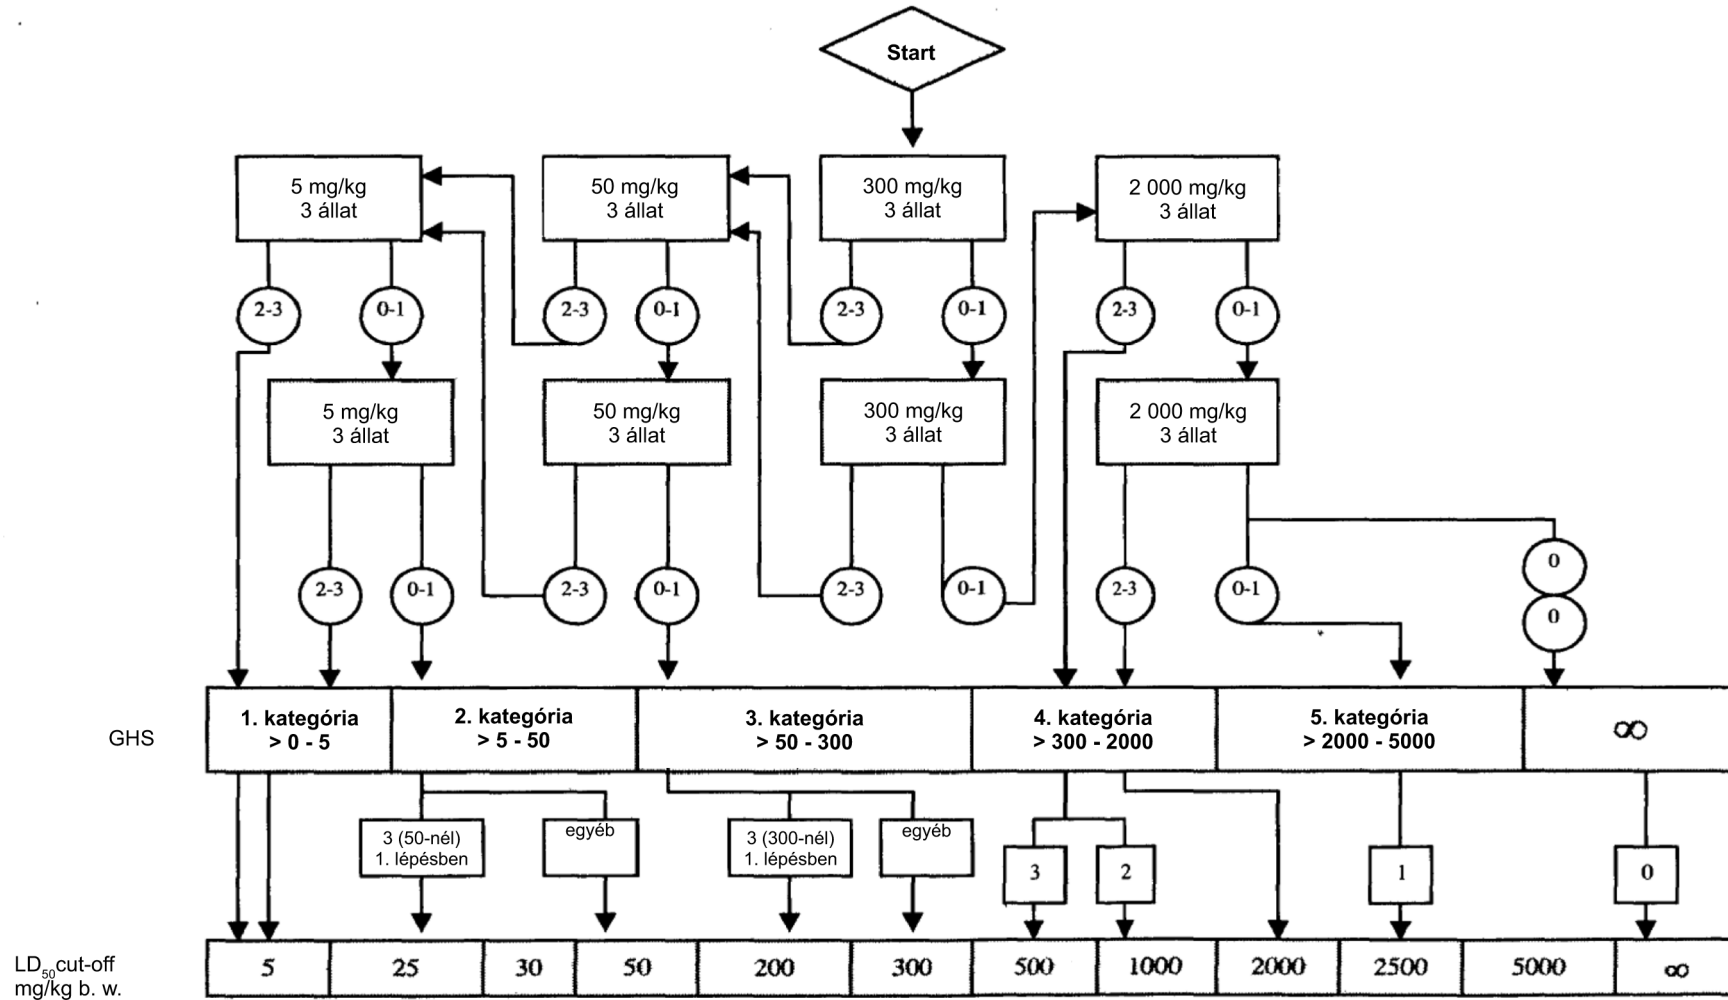 Start
5 mg/kg
3 állat
50 mg/kg
3 állat
300 mg/kg
3 állat
2 000 mg/kg
3 állat
2-3
0-1
2-3
0-1
2-3
0-1
2-3
0-1
5 mg/kg
3 állat
50 mg/kg
3 állat
300 mg/kg
3 állat
2 000 mg/kg
3 állat
2-3
0-1
2-3
0-1
2-3
0-1
2-3
0-1
0
0
GHS
1. kategória
> 0 - 5
2. kategória
> 5 - 50
3. kategória
> 50 - 300
4. kategória
> 300 - 2000
5. kategória
> 2000 - 5000
∞
3 (50-nél)
1. lépésben
egyéb
3 (300-nél)
1. lépésben
egyéb
3
2
1
0
LD50cut-off
mg/kg b. w.
5
25
30
50
200
300
500
1000
2000
2500
5000
∞